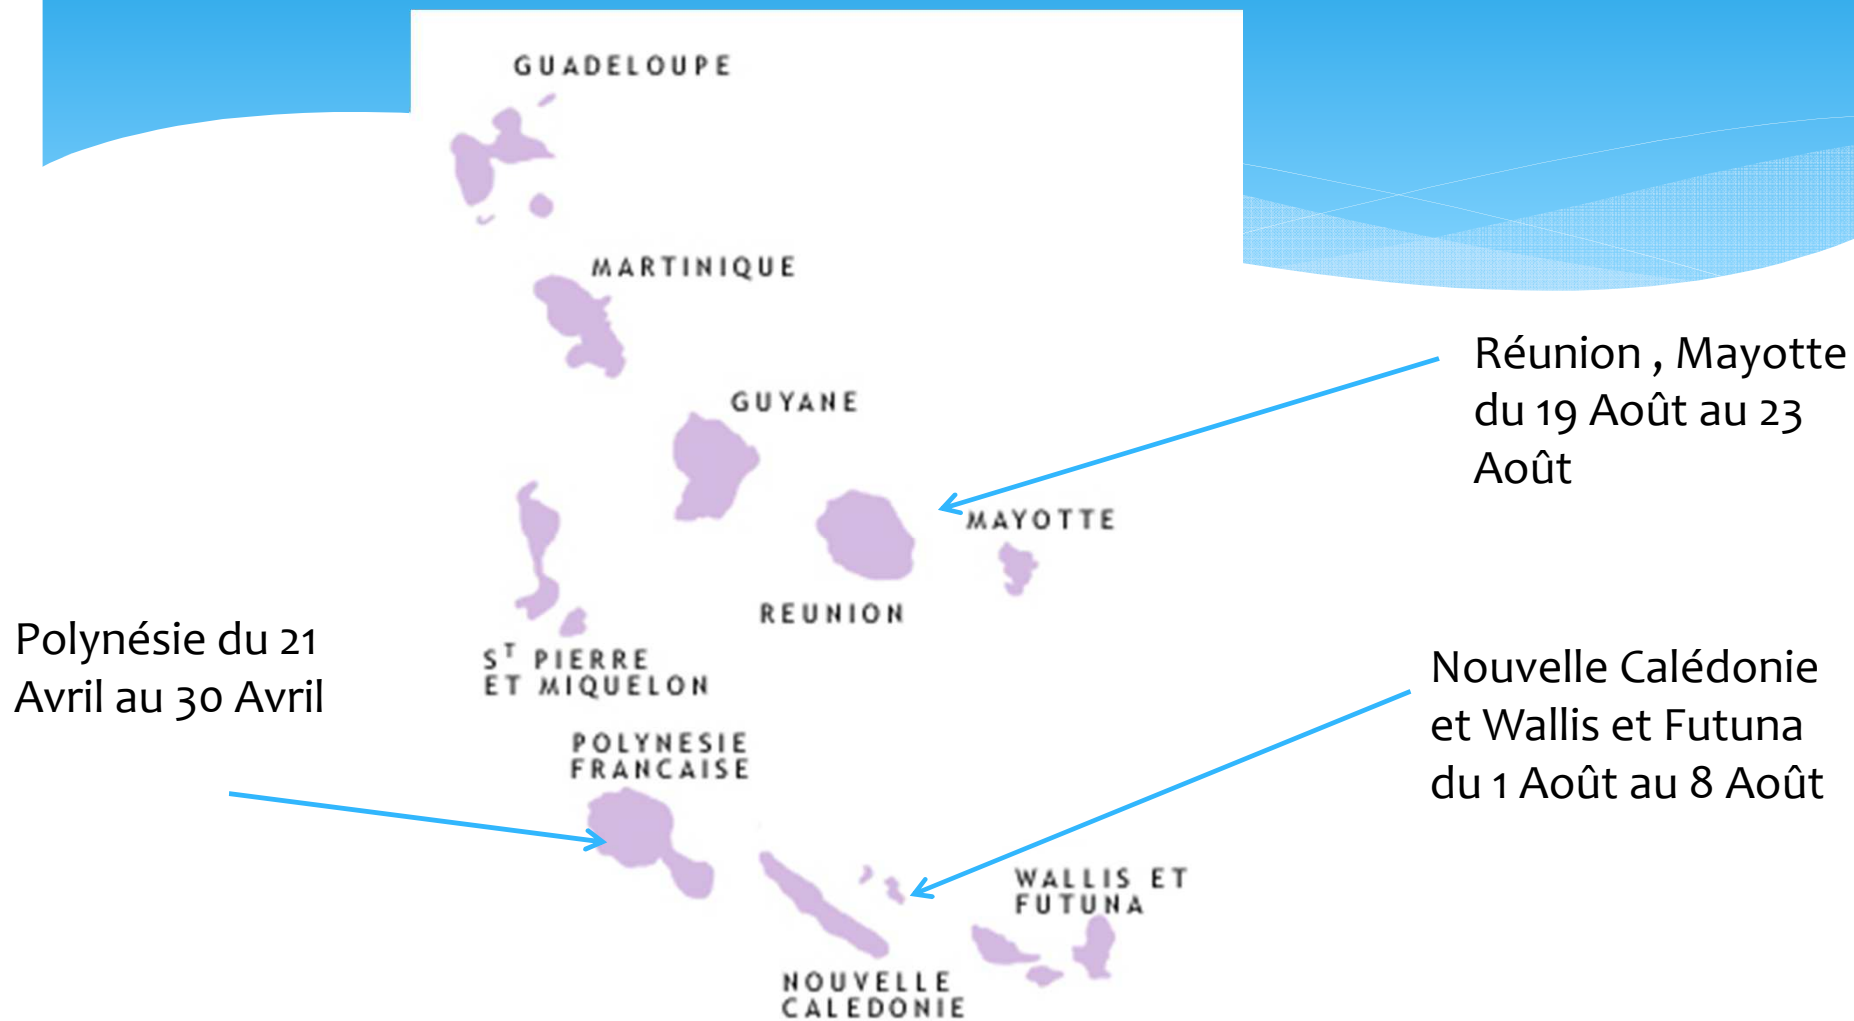 GUADELOUPE
MARTINIQUE
GUYANE
MAYOTTE
REUNION
Sᵀ PIERRE
ET MIQUELON
POLYNESIE
FRANCAISE
WALLIS ET
FUTUNA
NOUVELLE
CALEDONIE
Réunion , Mayotte
du 19 Août au 23
Août
Polynésie du 21
Avril au 30 Avril
Nouvelle Calédonie
et Wallis et Futuna
du 1 Août au 8 Août